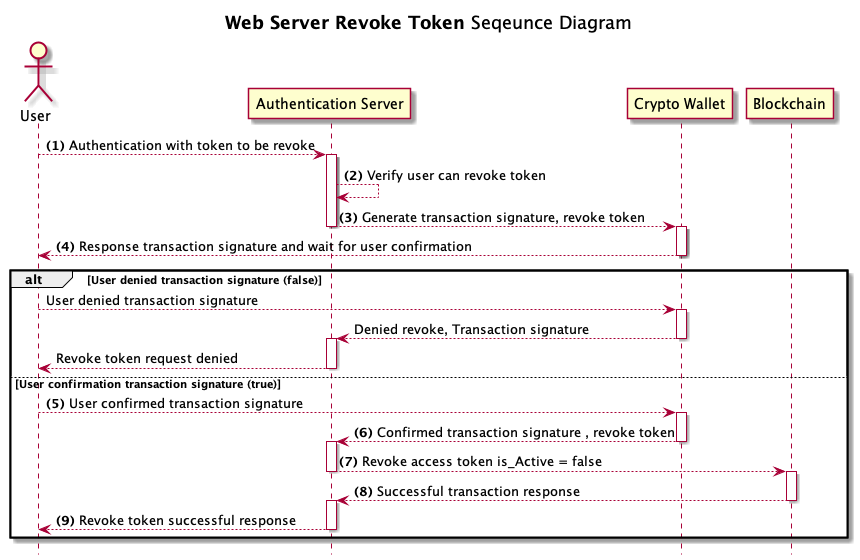 Web Server Revoke Token Seqeunce Diagram
User
Authentication Server
Crypto Wallet
Blockchain
(1) Authentication with token to be revoke
(2) Verify user can revoke token
(3) Generate transaction signature, revoke token
(4) Response transaction signature and wait for user confirmation
alt [User denied transaction signature (false)]
User denied transaction signature
Denied revoke, Transaction signature
Revoke token request denied
[User confirmation transaction signature (true)]
(5) User confirmed transaction signature
(6) Confirmed transaction signature , revoke token
(7) Revoke access token is_Active = false
(8) Successful transaction response
(9) Revoke token successful response